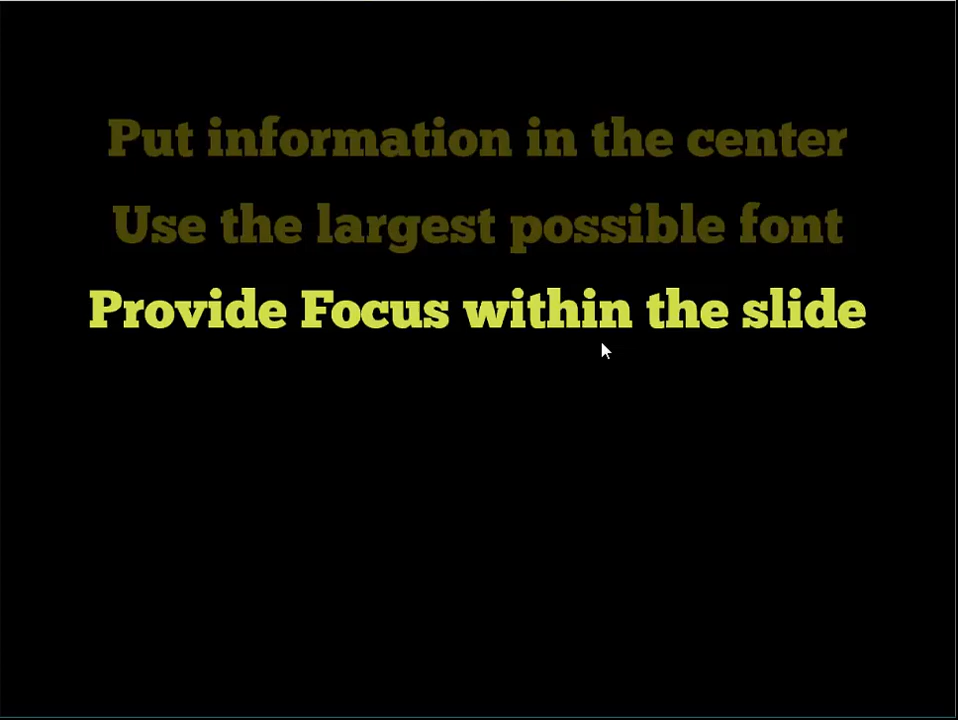 Put information in the center
Use the largest possible font
Provide Focus within the slide